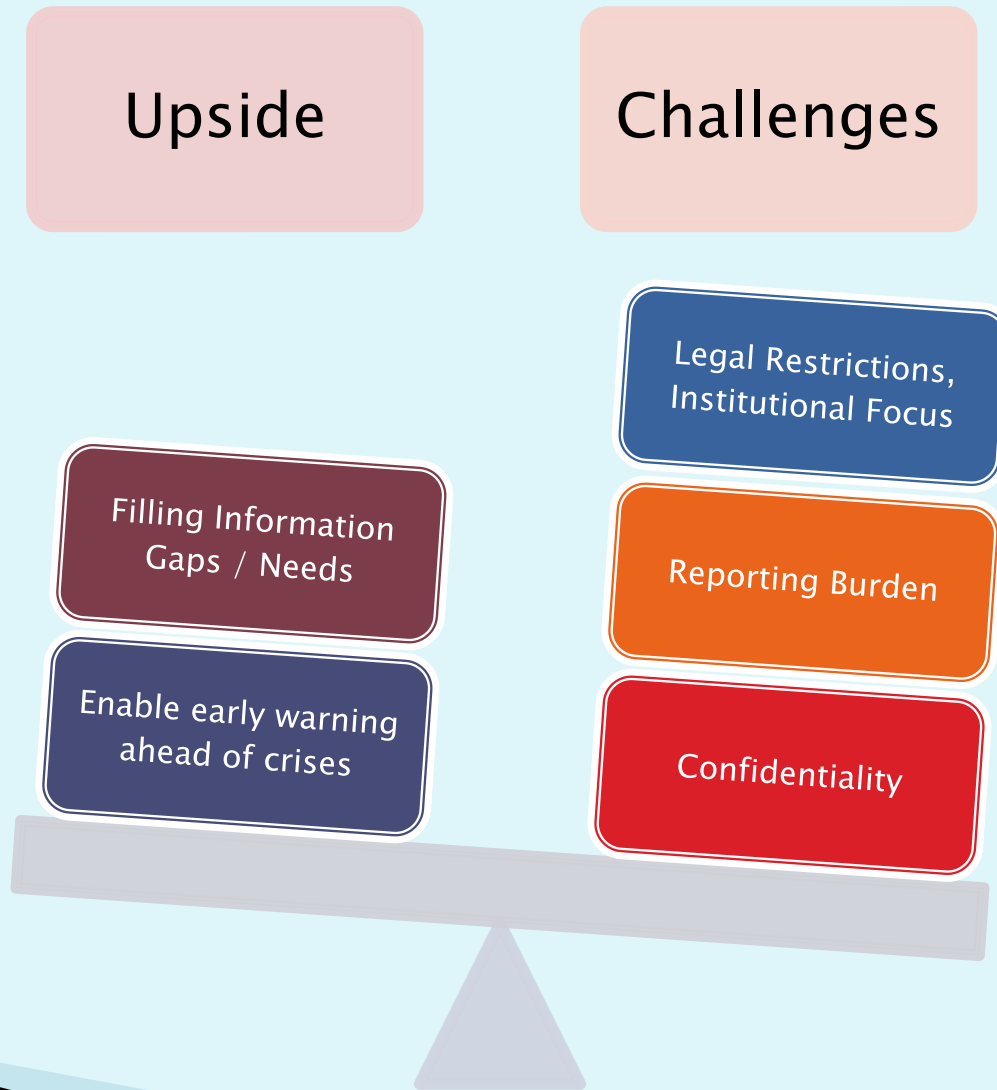 Upside
Challenges
Legal Restrictions,
Institutional Focus
Filling Information
Gaps / Needs
Reporting Burden
Enable early warning
ahead of crises
Confidentiality